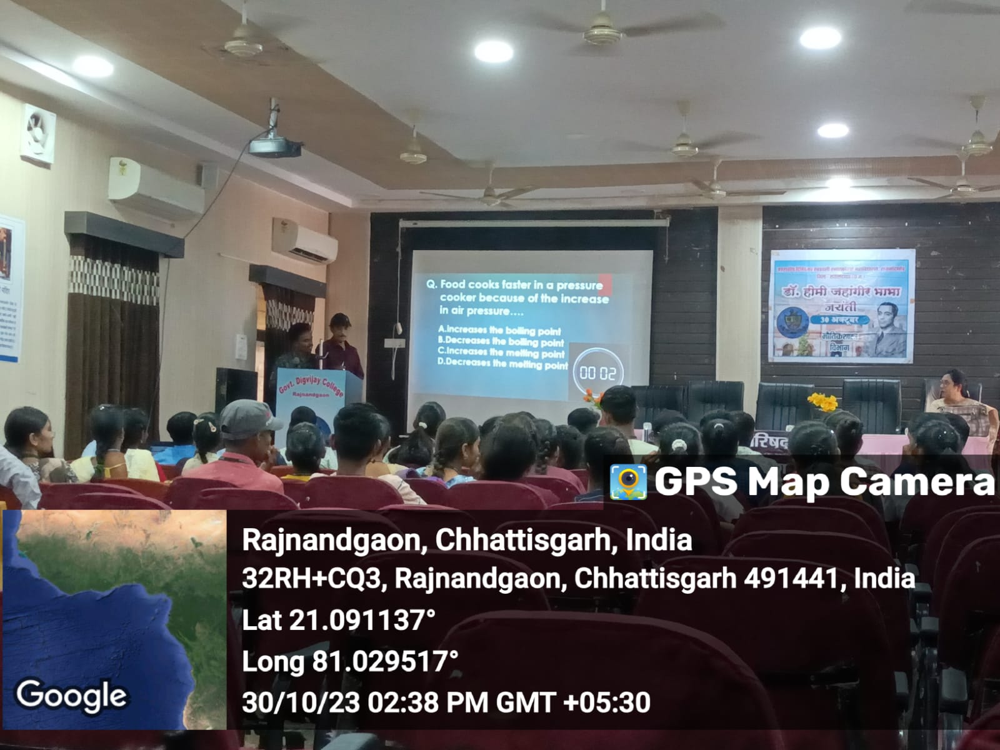 Q. Food cooks faster in a pressure
cooker because of the increase
in air pressure....
A.Increases the boiling point
B.Decreases the boiling point
C.Increases the melting point
D.Decreases the melting point
00 02
डॉ. होमी जहांगीर भाभा
जयंती
30 अक्टूबर
भौतिकशास्त्र
विभाग
Govt. Digvijay College
Rajnandgaon
GPS Map Camera
Rajnandgaon, Chhattisgarh, India
32RH+CQ3, Rajnandgaon, Chhattisgarh 491441, India
Lat 21.091137°
Long 81.029517°
30/10/23 02:38 PM GMT +05:30
Google